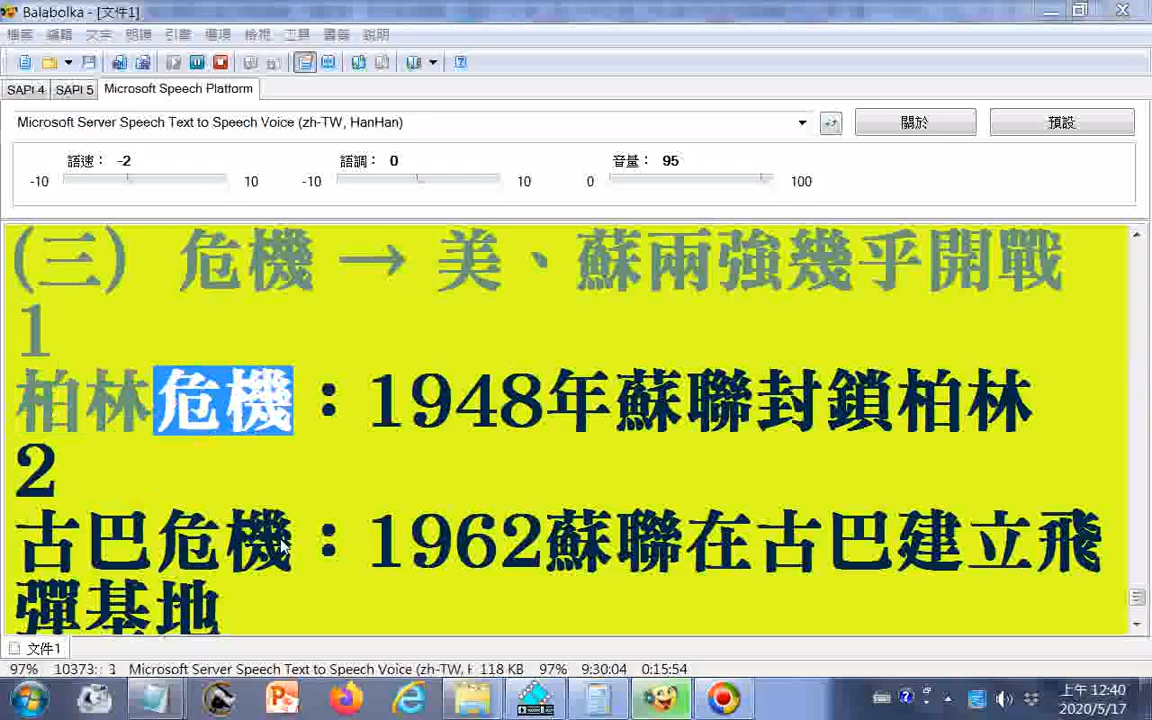 Balabolka - [文件1]
檔案 編輯 文字 朗讀 引書 選項 檢視 工具 書籤 說明
SAPI 4 SAPI 5 Microsoft Speech Platform
Microsoft Server Speech Text to Speech Voice (zh-TW, HanHan)
關於 預設
語速： -2 語調： 0 音量： 95
-10 10 -10 10 0 100
(三) 危機 → 美、蘇兩強幾乎開戰
1
柏林危機：1948年蘇聯封鎖柏林
2
古巴危機：1962蘇聯在古巴建立飛
彈基地
文件1
97% 10373: Microsoft Server Speech Text to Speech Voice (zh-TW, 118 KB 97% 9:30:04 0:15:54
上午 12:40
2020/5/17